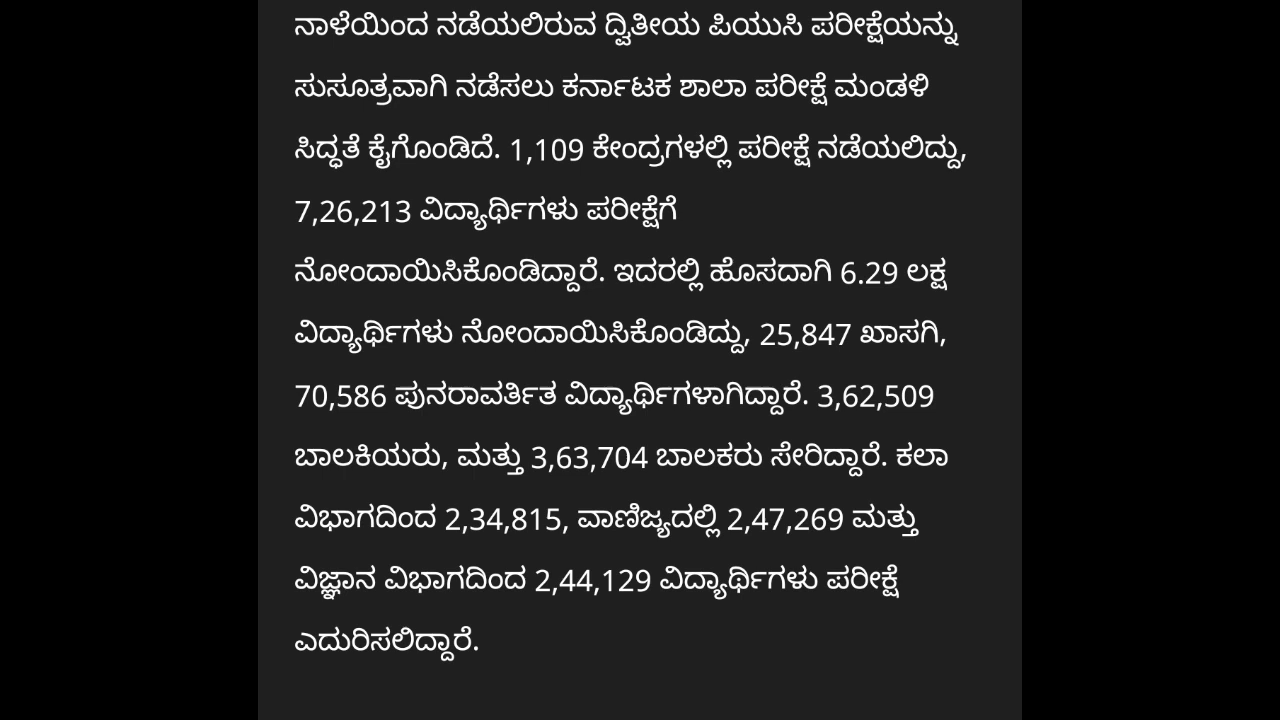 ನಾಳೆಯಿಂದ ನಡೆಯಲಿರುವ ದ್ವಿತೀಯ ಪಿಯುಸಿ ಪರೀಕ್ಷೆಯನ್ನು
ಸುಸೂತ್ರವಾಗಿ ನಡೆಸಲು ಕರ್ನಾಟಕ ಶಾಲಾ ಪರೀಕ್ಷೆ ಮಂಡಳಿ
ಸಿದ್ಧತೆ ಕೈಗೊಂಡಿದೆ. 1,109 ಕೇಂದ್ರಗಳಲ್ಲಿ ಪರೀಕ್ಷೆ ನಡೆಯಲಿದ್ದು,
7,26,213 ವಿದ್ಯಾರ್ಥಿಗಳು ಪರೀಕ್ಷೆಗೆ
ನೋಂದಾಯಿಸಿಕೊಂಡಿದ್ದಾರೆ. ಇದರಲ್ಲಿ ಹೊಸದಾಗಿ 6.29 ಲಕ್ಷ
ವಿದ್ಯಾರ್ಥಿಗಳು ನೋಂದಾಯಿಸಿಕೊಂಡಿದ್ದು, 25,847 ಖಾಸಗಿ,
70,586 ಪುನರಾವರ್ತಿತ ವಿದ್ಯಾರ್ಥಿಗಳಾಗಿದ್ದಾರೆ. 3,62,509
ಬಾಲಕಿಯರು, ಮತ್ತು 3,63,704 ಬಾಲಕರು ಸೇರಿದ್ದಾರೆ. ಕಲಾ
ವಿಭಾಗದಿಂದ 2,34,815, ವಾಣಿಜ್ಯದಲ್ಲಿ 2,47,269 ಮತ್ತು
ವಿಜ್ಞಾನ ವಿಭಾಗದಿಂದ 2,44,129 ವಿದ್ಯಾರ್ಥಿಗಳು ಪರೀಕ್ಷೆ
ಎದುರಿಸಲಿದ್ದಾರೆ.